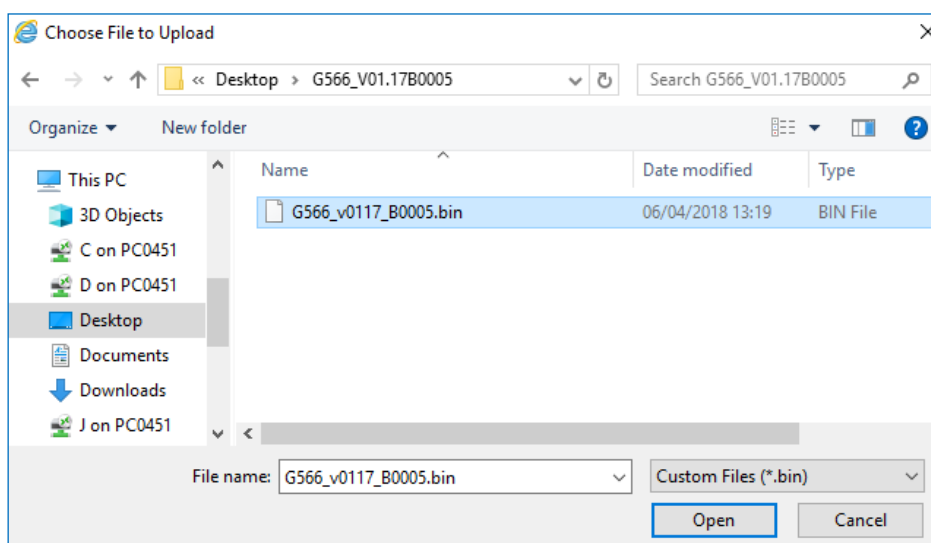 Choose File to Upload
« Desktop > G566_V01.17B0005
Search G566_V01.17B0005
Organize
New folder
Name
Date modified
Type
This PC
3D Objects
C on PC0451
D on PC0451
Desktop
Documents
Downloads
J on PC0451
G566_v0117_B0005.bin
06/04/2018 13:19
BIN File
File name:
G566_v0117_B0005.bin
Custom Files (*.bin)
Open
Cancel